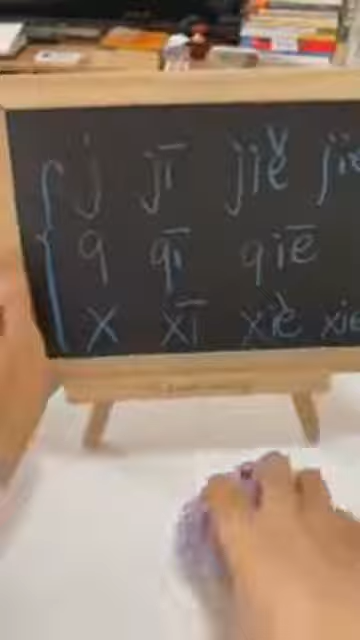 j jī jiě
q qī qiē
x xī xiè